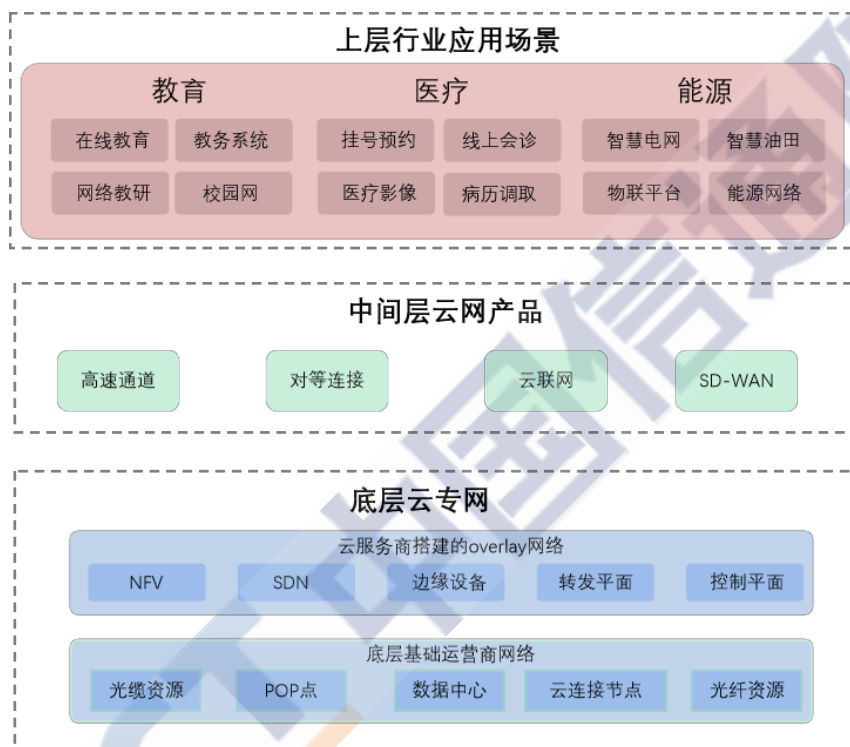 上层行业应用场景
教育 医疗 能源
在线教育 教务系统 挂号预约 线上会诊 智慧电网 智慧油田
网络教研 校园网 医疗影像 病历调取 物联平台 能源网络
中间层云网产品
高速通道 对等连接 云联网 SD-WAN
底层云专网
云服务商搭建的overlay网络
NFV SDN 边缘设备 转发平面 控制平面
底层基础运营商网络
光缆资源 POP点 数据中心 云连接节点 光纤资源
中国信通院